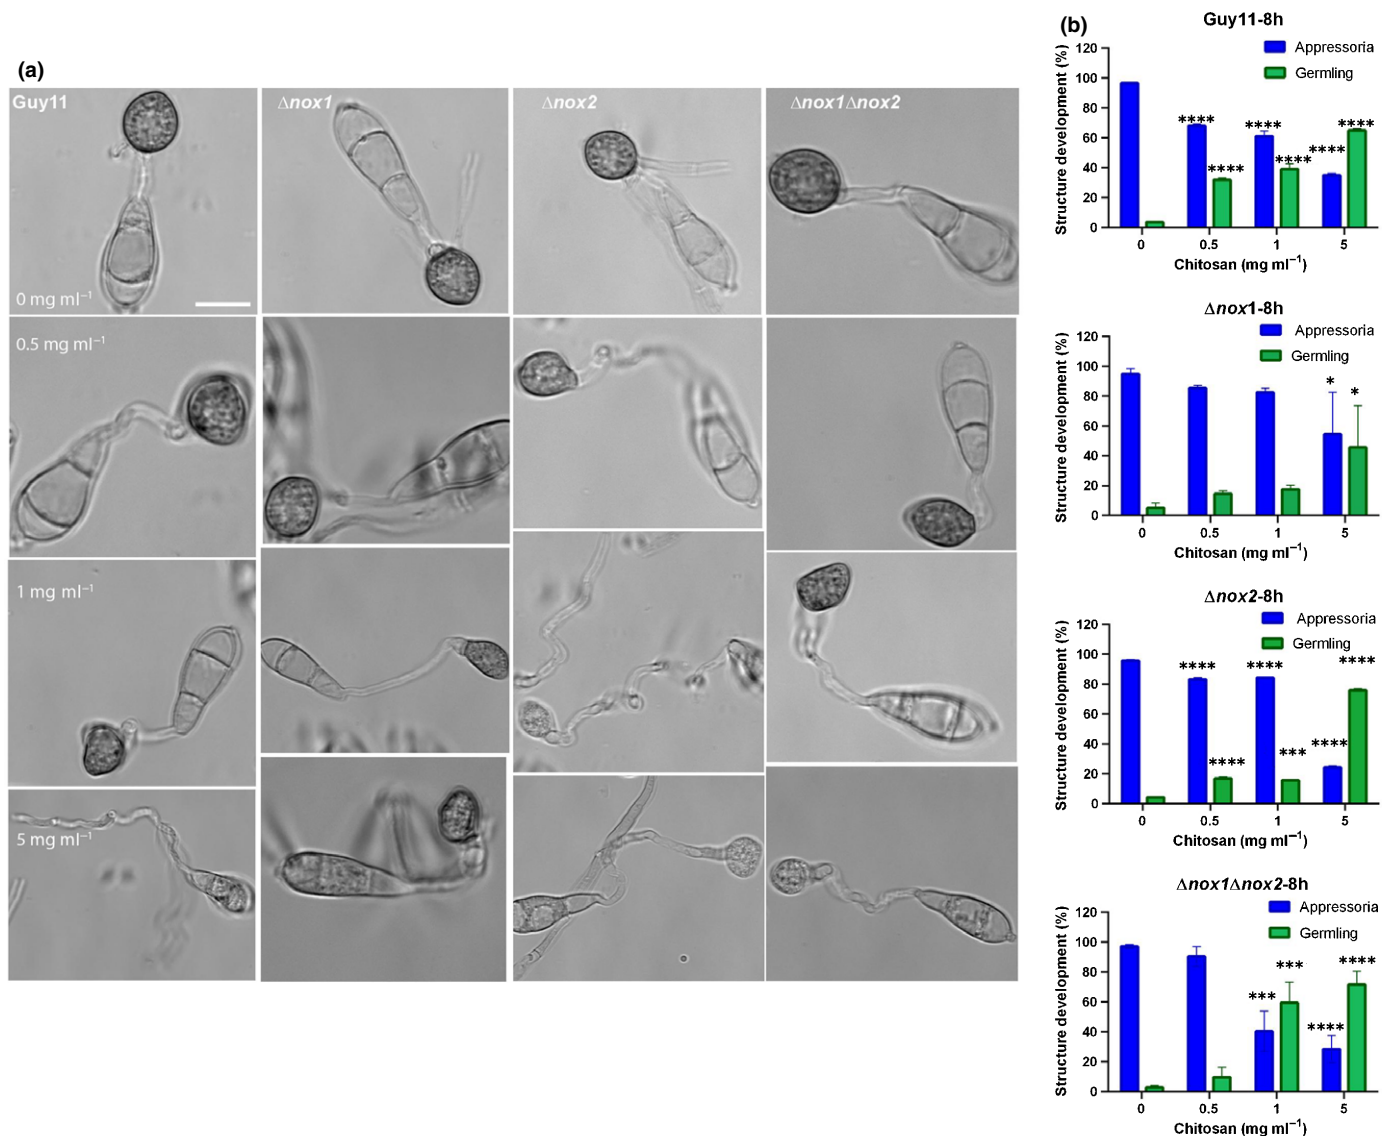 (a)
Guy11
Δnox1
Δnox2
Δnox1Δnox2
0 mg ml⁻¹
0.5 mg ml⁻¹
1 mg ml⁻¹
5 mg ml⁻¹
(b)
Guy11-8h
Appressoria
Germling
Structure development (%)
120
100
80
60
40
20
0
**** **** **** **** **** ****
0 0.5 1 5
Chitosan (mg ml⁻¹)
Δnox1-8h
Appressoria
Germling
Structure development (%)
120
100
80
60
40
20
0
* *
0 0.5 1 5
Chitosan (mg ml⁻¹)
Δnox2-8h
Appressoria
Germling
Structure development (%)
120
100
80
60
40
20
0
**** **** **** *** **** ****
0 0.5 1 5
Chitosan (mg ml⁻¹)
Δnox1Δnox2-8h
Appressoria
Germling
Structure development (%)
120
100
80
60
40
20
0
*** *** **** ****
0 0.5 1 5
Chitosan (mg ml⁻¹)